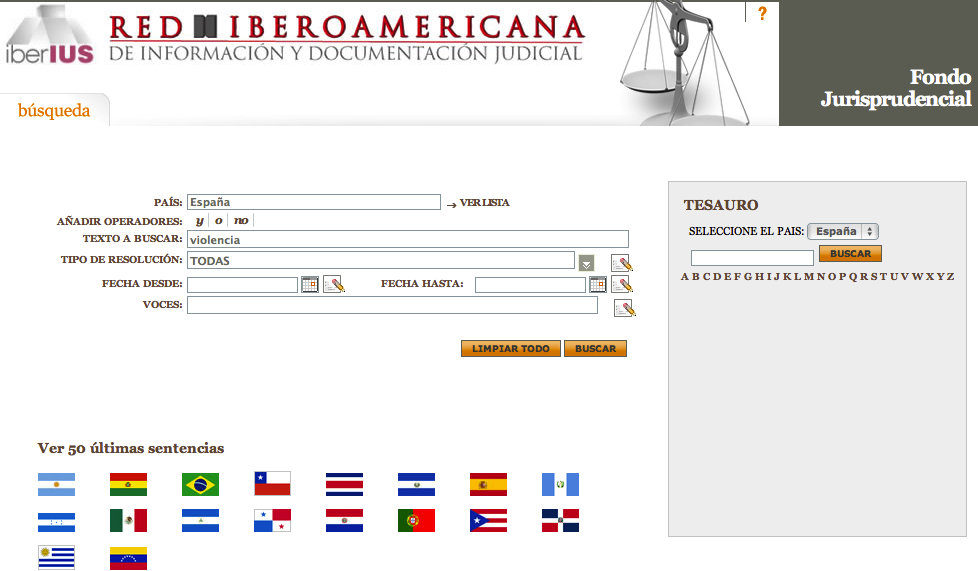 iberIUS
RED IBEROAMERICANA
DE INFORMACIÓN Y DOCUMENTACIÓN JUDICIAL
?
Fondo
Jurisprudencial
búsqueda
PAÍS: España → VER LISTA
AÑADIR OPERADORES: y o no
TEXTO A BUSCAR: violencia
TIPO DE RESOLUCIÓN: TODAS
FECHA DESDE: FECHA HASTA:
VOCES:
LIMPIAR TODO BUSCAR
TESAURO
SELECCIONE EL PAIS: España
BUSCAR
A B C D E F G H I J K L M N O P Q R S T U V W X Y Z
Ver 50 últimas sentencias